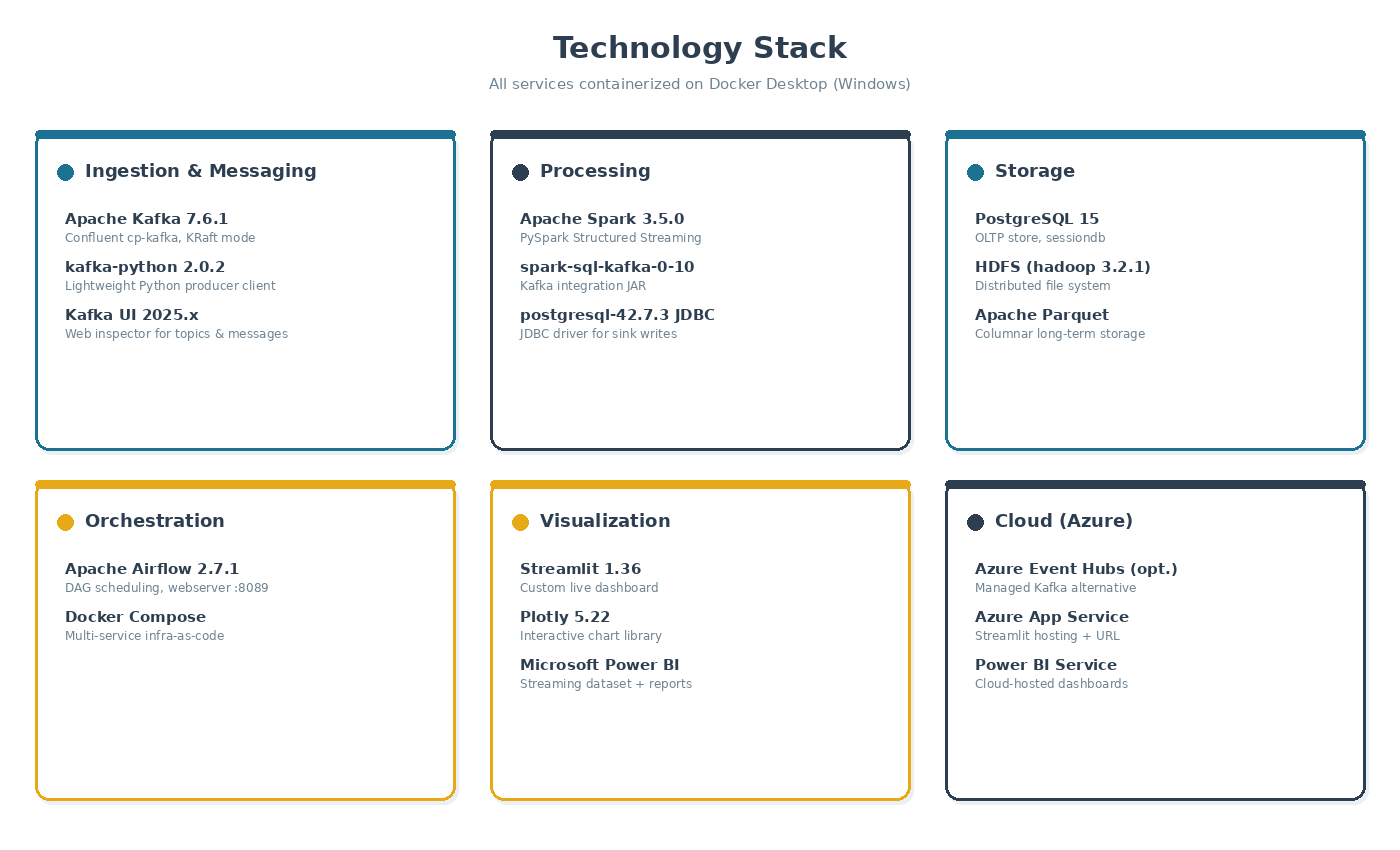 Technology Stack
All services containerized on Docker Desktop (Windows)
Ingestion & Messaging
Apache Kafka 7.6.1
Confluent cp-kafka, KRaft mode
kafka-python 2.0.2
Lightweight Python producer client
Kafka UI 2025.x
Web inspector for topics & messages
Processing
Apache Spark 3.5.0
PySpark Structured Streaming
spark-sql-kafka-0-10
Kafka integration JAR
postgresql-42.7.3 JDBC
JDBC driver for sink writes
Storage
PostgreSQL 15
OLTP store, sessiondb
HDFS (hadoop 3.2.1)
Distributed file system
Apache Parquet
Columnar long-term storage
Orchestration
Apache Airflow 2.7.1
DAG scheduling, webserver :8089
Docker Compose
Multi-service infra-as-code
Visualization
Streamlit 1.36
Custom live dashboard
Plotly 5.22
Interactive chart library
Microsoft Power BI
Streaming dataset + reports
Cloud (Azure)
Azure Event Hubs (opt.)
Managed Kafka alternative
Azure App Service
Streamlit hosting + URL
Power BI Service
Cloud-hosted dashboards